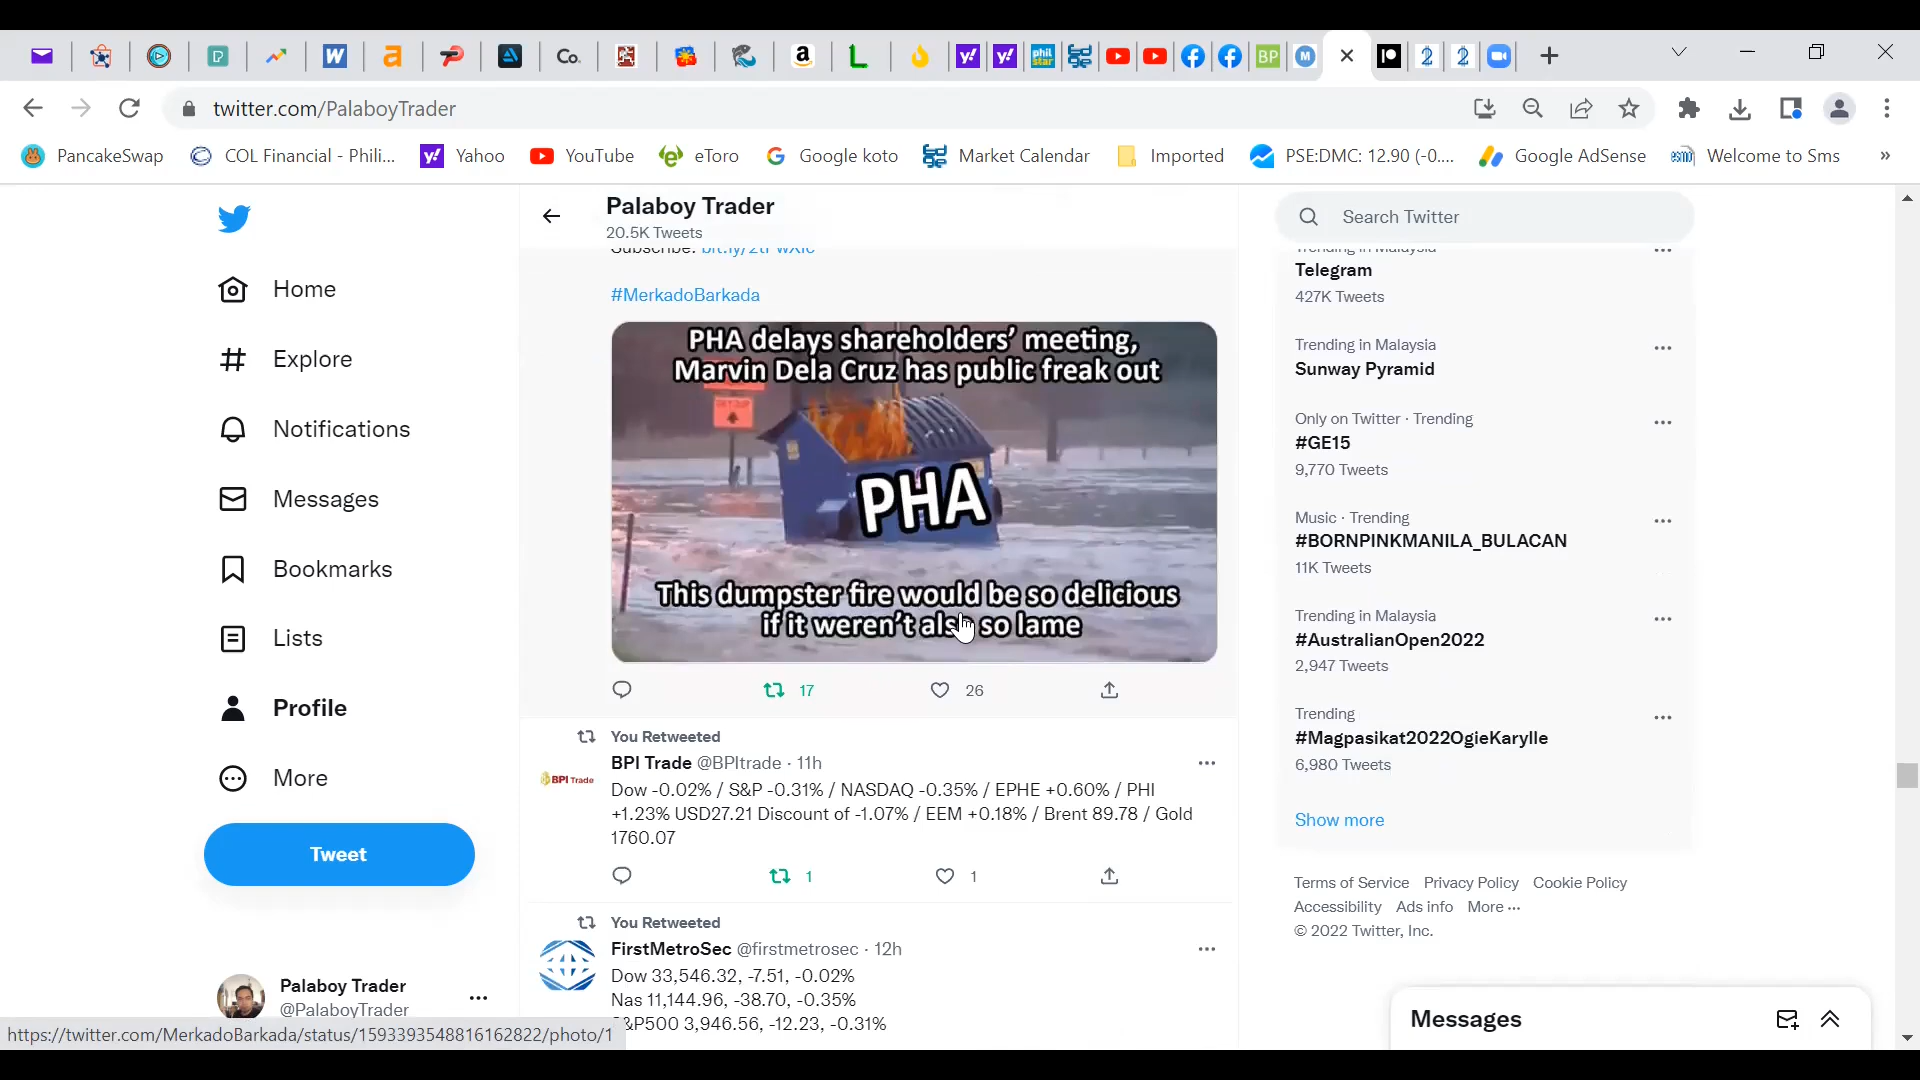 twitter.com/PalaboyTrader
PancakeSwap
COL Financial - Phili...
Yahoo
YouTube
eToro
Google koto
Market Calendar
Imported
PSE:DMC: 12.90 (-0....
Google AdSense
Welcome to Sms
»
Home
Explore
Notifications
Messages
Bookmarks
Lists
Profile
More
Tweet
Palaboy Trader
@PalaboyTrader
https://twitter.com/MerkadoBarkada/status/1593393548816162822/photo/1
Palaboy Trader
20.5K Tweets
#MerkadoBarkada
PHA delays shareholders' meeting,
Marvin Dela Cruz has public freak out
PHA
This dumpster fire would be so delicious
if it weren't also so lame
17
26
You Retweeted
BPI Trade @BPItrade · 11h
Dow -0.02% / S&P -0.31% / NASDAQ -0.35% / EPHE +0.60% / PHI
+1.23% USD27.21 Discount of -1.07% / EEM +0.18% / Brent 89.78 / Gold
1760.07
1
1
You Retweeted
FirstMetroSec @firstmetrosec · 12h
Dow 33,546.32, -7.51, -0.02%
Nas 11,144.96, -38.70, -0.35%
S&P500 3,946.56, -12.23, -0.31%
Search Twitter
Trending in Malaysia
Telegram
427K Tweets
Trending in Malaysia
Sunway Pyramid
Only on Twitter · Trending
#GE15
9,770 Tweets
Music · Trending
#BORNPINKMANILA_BULACAN
11K Tweets
Trending in Malaysia
#AustralianOpen2022
2,947 Tweets
Trending
#Magpasikat2022OgieKarylle
6,980 Tweets
Show more
Terms of Service Privacy Policy Cookie Policy
Accessibility Ads info More ···
© 2022 Twitter, Inc.
Messages